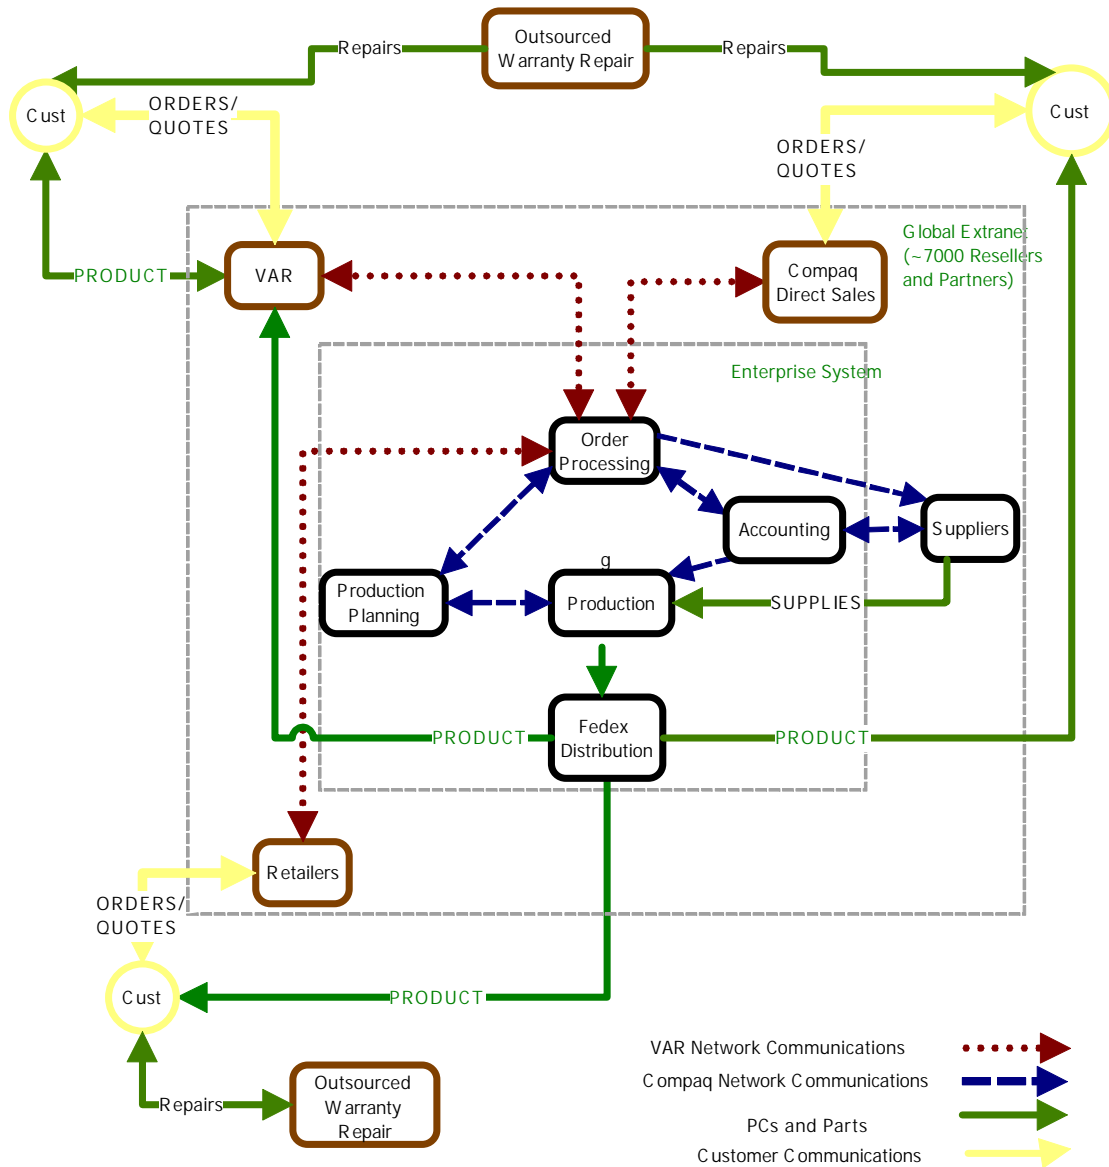 Outsourced
Warranty Repair
Repairs
Repairs
Cust
ORDERS/
QUOTES
Cust
ORDERS/
QUOTES
Global Extranet
(~7000 Resellers
and Partners)
PRODUCT
VAR
Compaq
Direct Sales
Enterprise System
Order
Processing
Accounting
Suppliers
g
Production
Planning
Production
SUPPLIES
Fedex
Distribution
PRODUCT
PRODUCT
Retailers
ORDERS/
QUOTES
Cust
PRODUCT
Outsourced
Warranty
Repair
Repairs
VAR Network Communications
Compaq Network Communications
PCs and Parts
Customer Communications